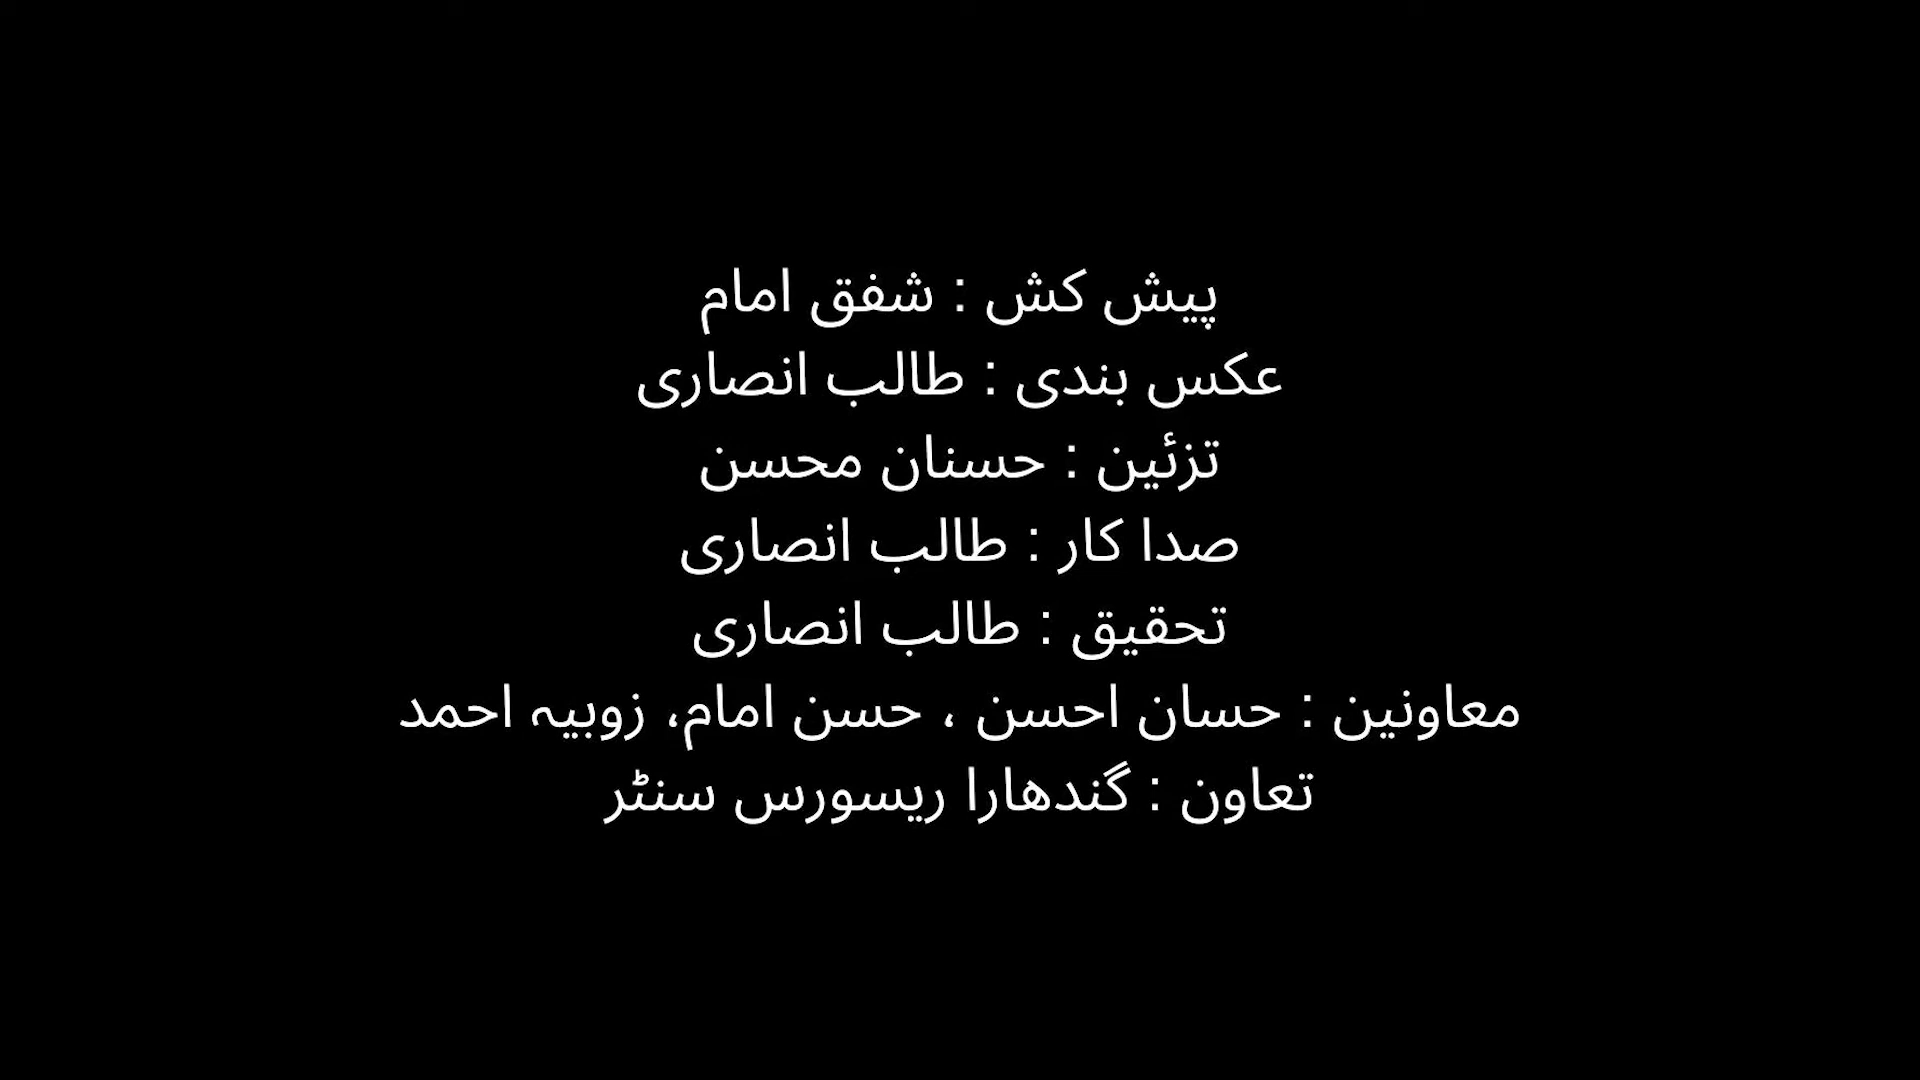 پیش کش : شفق امام
عکس بندی : طالب انصاری
تزئین : حسنان محسن
صدا کار : طالب انصاری
تحقیق : طالب انصاری
معاونین : حسان احسن ، حسن امام، زوبیہ احمد
تعاون : گندھارا ریسورس سنٹر